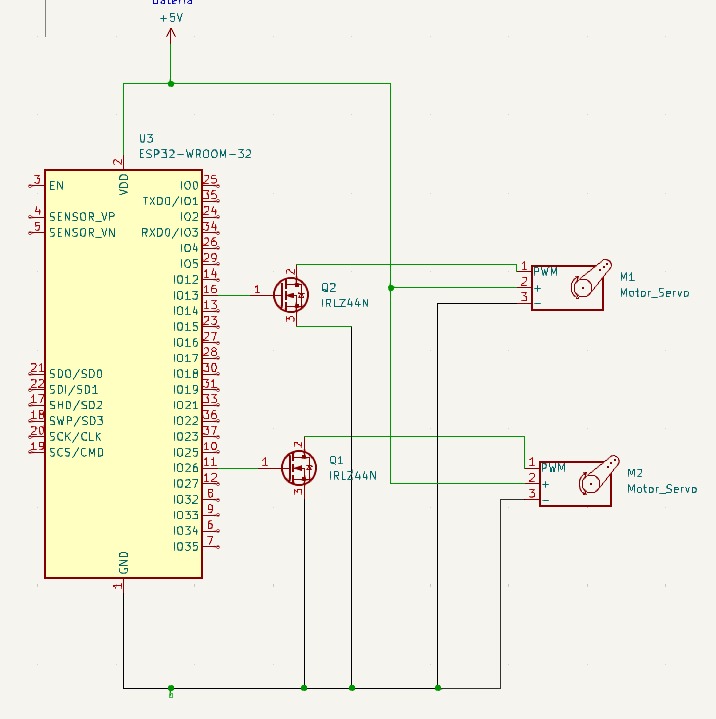 Bateria
+5V
U3
ESP32-WROOM-32
2
VDD
3 EN
4 SENSOR_VP
5 SENSOR_VN
21 SDO/SD0
22 SDI/SD1
17 SHD/SD2
18 SWP/SD3
20 SCK/CLK
19 SCS/CMD
IO0 25
TXD0/IO1 35
IO2 24
RXD0/IO3 34
IO4 26
IO5 29
IO12 14
IO13 16
IO14 13
IO15 23
IO16 27
IO17 28
IO18 30
IO19 31
IO21 33
IO22 36
IO23 37
IO25 10
IO26 11
IO27 12
IO32 8
IO33 9
IO34 6
IO35 7
GND
1
1
2
3
Q2
IRLZ44N
1
2
3
Q1
IRLZ44N
1 PWM
2 +
3 -
M1
Motor_Servo
1 PWM
2 +
3 -
M2
Motor_Servo